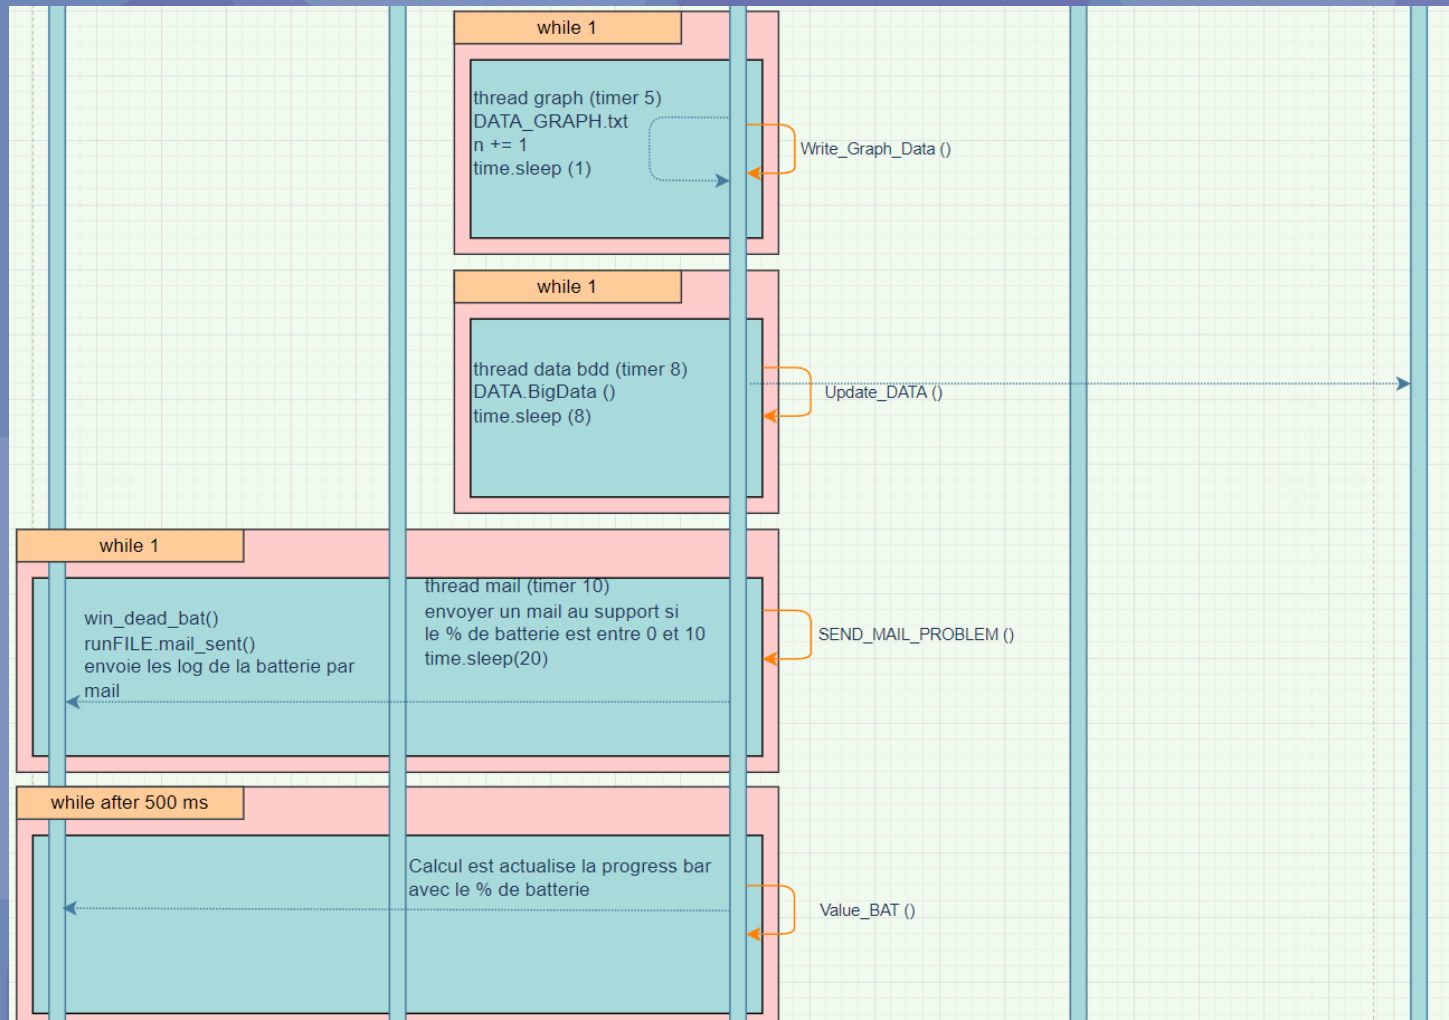 while 1
thread graph (timer 5)
DATA_GRAPH.txt
n += 1
time.sleep (1)
Write_Graph_Data ()
while 1
thread data bdd (timer 8)
DATA.BigData ()
time.sleep (8)
Update_DATA ()
while 1
win_dead_bat()
runFILE.mail_sent()
envoie les log de la batterie par
mail
thread mail (timer 10)
envoyer un mail au support si
le % de batterie est entre 0 et 10
time.sleep(20)
SEND_MAIL_PROBLEM ()
while after 500 ms
Calcul est actualise la progress bar
avec le % de batterie
Value_BAT ()